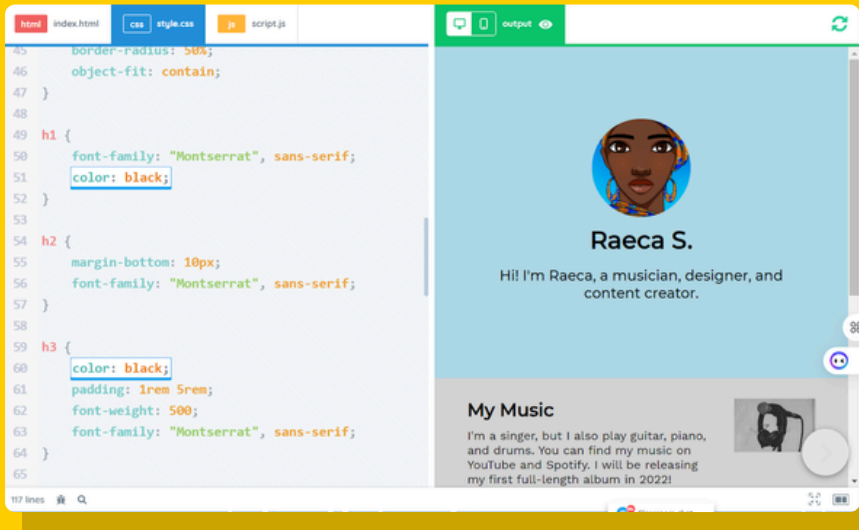 html index.html css style.css js script.js
45 border-radius: 50%;
46 object-fit: contain;
47 }
48
49 h1 {
50 font-family: "Montserrat", sans-serif;
51 color: black;
52 }
53
54 h2 {
55 margin-bottom: 10px;
56 font-family: "Montserrat", sans-serif;
57 }
58
59 h3 {
60 color: black;
61 padding: 1rem 5rem;
62 font-weight: 500;
63 font-family: "Montserrat", sans-serif;
64 }
65
117 lines
output
Raeca S.
Hi! I'm Raeca, a musician, designer, and
content creator.
My Music
I'm a singer, but I also play guitar, piano,
and drums. You can find my music on
YouTube and Spotify. I will be releasing
my first full-length album in 2022!